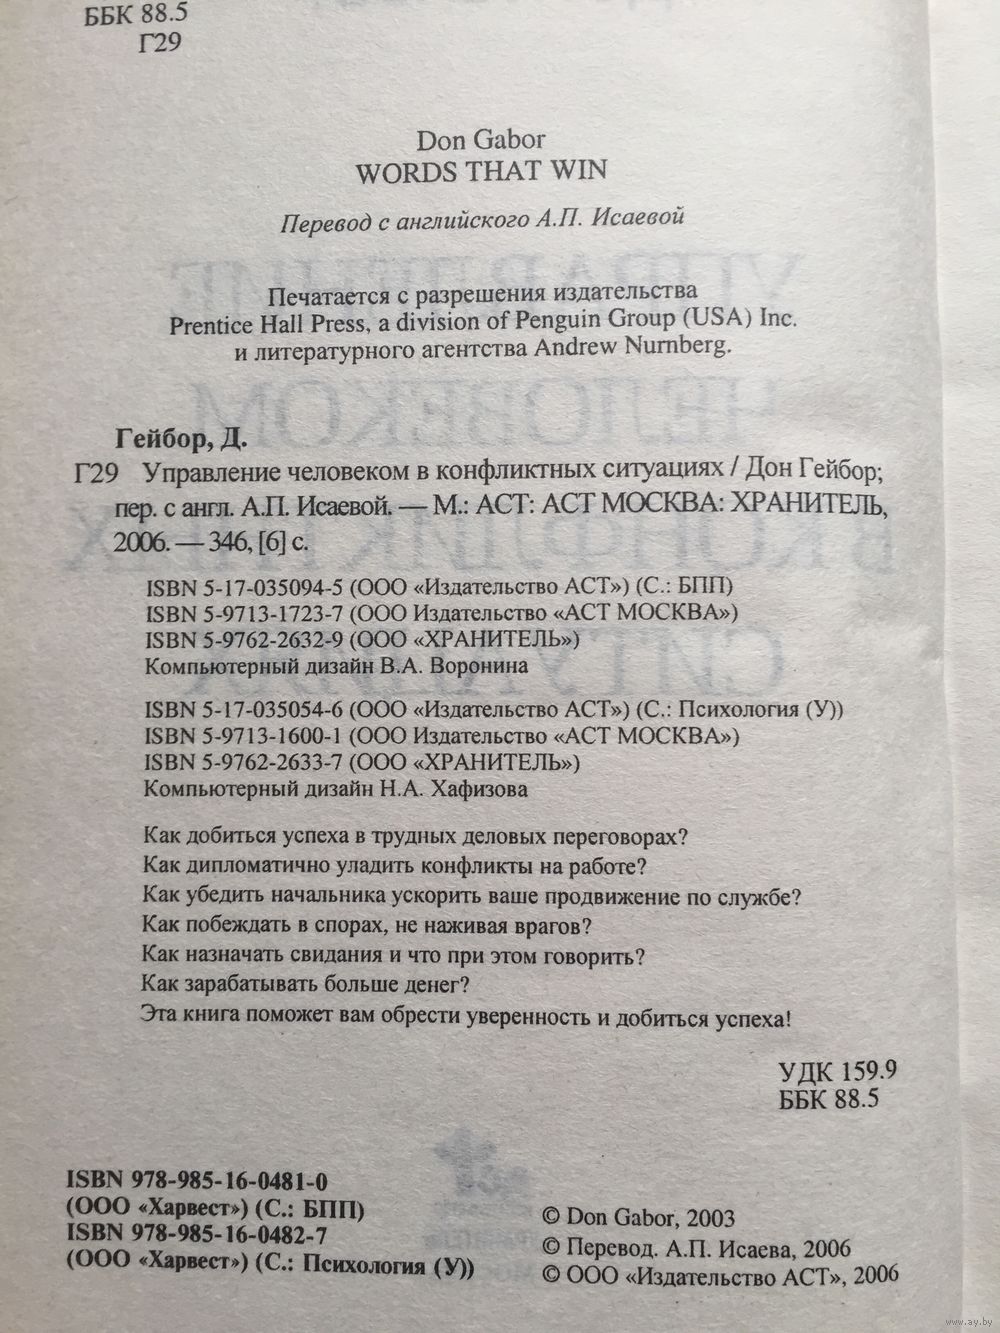 ББК 88.5
Г29
Don Gabor
WORDS THAT WIN
Перевод с английского А.П. Исаевой
Печатается с разрешения издательства
Prentice Hall Press, a division of Penguin Group (USA) Inc.
и литературного агентства Andrew Nurnberg.
Гейбор, Д.
Г29 Управление человеком в конфликтных ситуациях / Дон Гейбор;
пер. с англ. А.П. Исаевой. — М.: АСТ: АСТ МОСКВА: ХРАНИТЕЛЬ,
2006. — 346, [6] с.
ISBN 5-17-035094-5 (ООО «Издательство АСТ») (С.: БПП)
ISBN 5-9713-1723-7 (ООО Издательство «АСТ МОСКВА»)
ISBN 5-9762-2632-9 (ООО «ХРАНИТЕЛЬ»)
Компьютерный дизайн В.А. Воронина
ISBN 5-17-035054-6 (ООО «Издательство АСТ») (С.: Психология (У))
ISBN 5-9713-1600-1 (ООО Издательство «АСТ МОСКВА»)
ISBN 5-9762-2633-7 (ООО «ХРАНИТЕЛЬ»)
Компьютерный дизайн Н.А. Хафизова
Как добиться успеха в трудных деловых переговорах?
Как дипломатично уладить конфликты на работе?
Как убедить начальника ускорить ваше продвижение по службе?
Как побеждать в спорах, не наживая врагов?
Как назначать свидания и что при этом говорить?
Как зарабатывать больше денег?
Эта книга поможет вам обрести уверенность и добиться успеха!
УДК 159.9
ББК 88.5
ISBN 978-985-16-0481-0
(ООО «Харвест») (С.: БПП)
ISBN 978-985-16-0482-7
(ООО «Харвест») (С.: Психология (У))
© Don Gabor, 2003
© Перевод. А.П. Исаева, 2006
© ООО «Издательство АСТ», 2006
www.ay.by